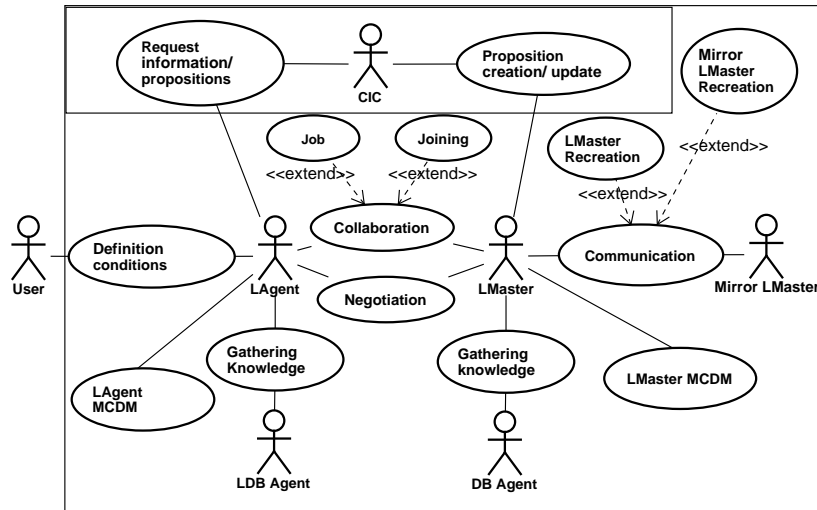 Request
information/
propositions
CIC
Proposition
creation/ update
Mirror
LMaster
Recreation
Job
Joining
LMaster
Recreation
<<extend>>
<<extend>>
<<extend>>
<<extend>>
Collaboration
User
Definition
conditions
LAgent
Negotiation
LMaster
Communication
Mirror LMaster
LAgent
MCDM
Gathering
Knowledge
Gathering
knowledge
LMaster MCDM
LDB Agent
DB Agent